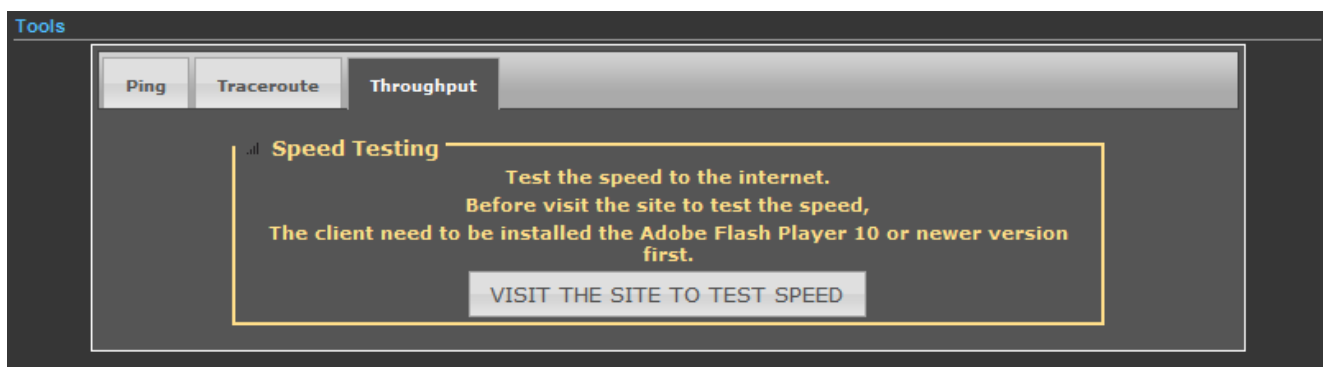 Tools
Ping Traceroute Throughput
Speed Testing
Test the speed to the internet.
Before visit the site to test the speed,
The client need to be installed the Adobe Flash Player 10 or newer version
first.
VISIT THE SITE TO TEST SPEED